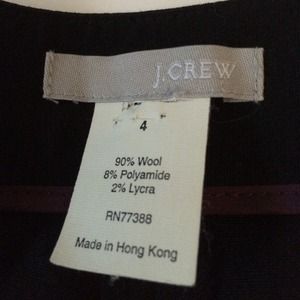 J.CREW
4
90% Wool
8% Polyamide
2% Lycra
RN77388
Made in Hong Kong